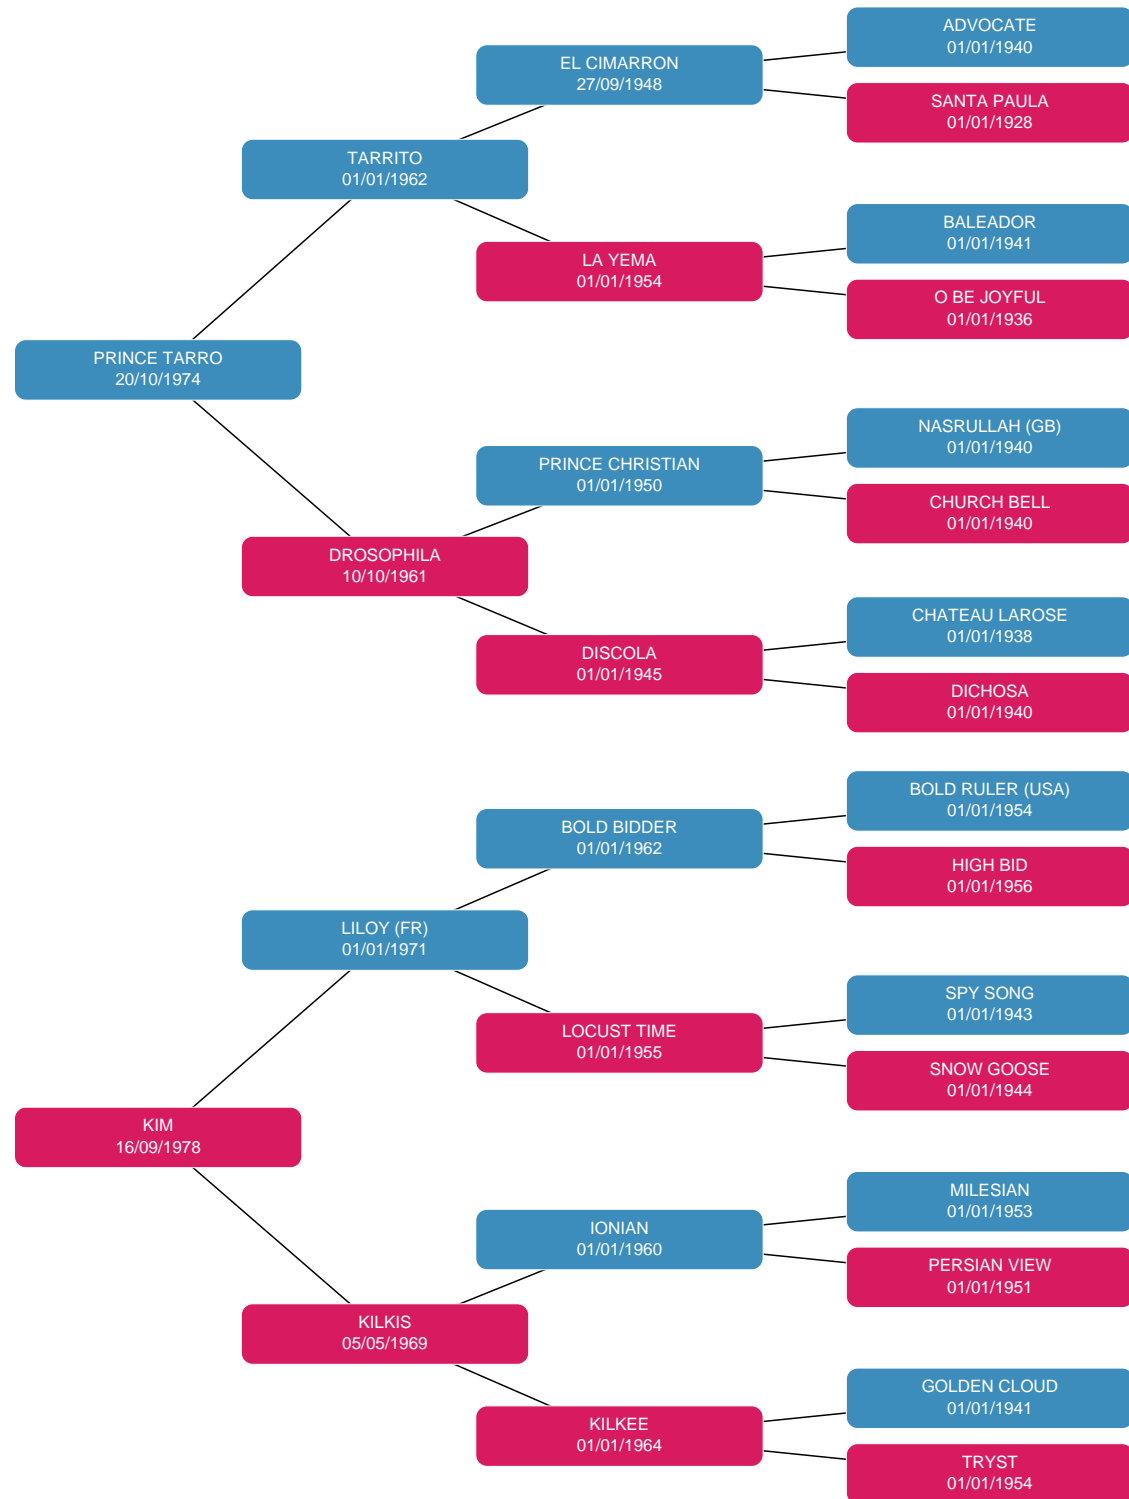 ADVOCATE
01/01/1940
EL CIMARRON
27/09/1948
SANTA PAULA
01/01/1928
TARRITO
01/01/1962
BALEADOR
01/01/1941
LA YEMA
01/01/1954
O BE JOYFUL
01/01/1936
PRINCE TARRO
20/10/1974
NASRULLAH (GB)
01/01/1940
PRINCE CHRISTIAN
01/01/1950
CHURCH BELL
01/01/1940
DROSOPHILA
10/10/1961
CHATEAU LAROSE
01/01/1938
DISCOLA
01/01/1945
DICHOSA
01/01/1940
BOLD RULER (USA)
01/01/1954
BOLD BIDDER
01/01/1962
HIGH BID
01/01/1956
LILOY (FR)
01/01/1971
SPY SONG
01/01/1943
LOCUST TIME
01/01/1955
SNOW GOOSE
01/01/1944
KIM
16/09/1978
MILESIAN
01/01/1953
IONIAN
01/01/1960
PERSIAN VIEW
01/01/1951
KILKIS
05/05/1969
GOLDEN CLOUD
01/01/1941
KILKEE
01/01/1964
TRYST
01/01/1954